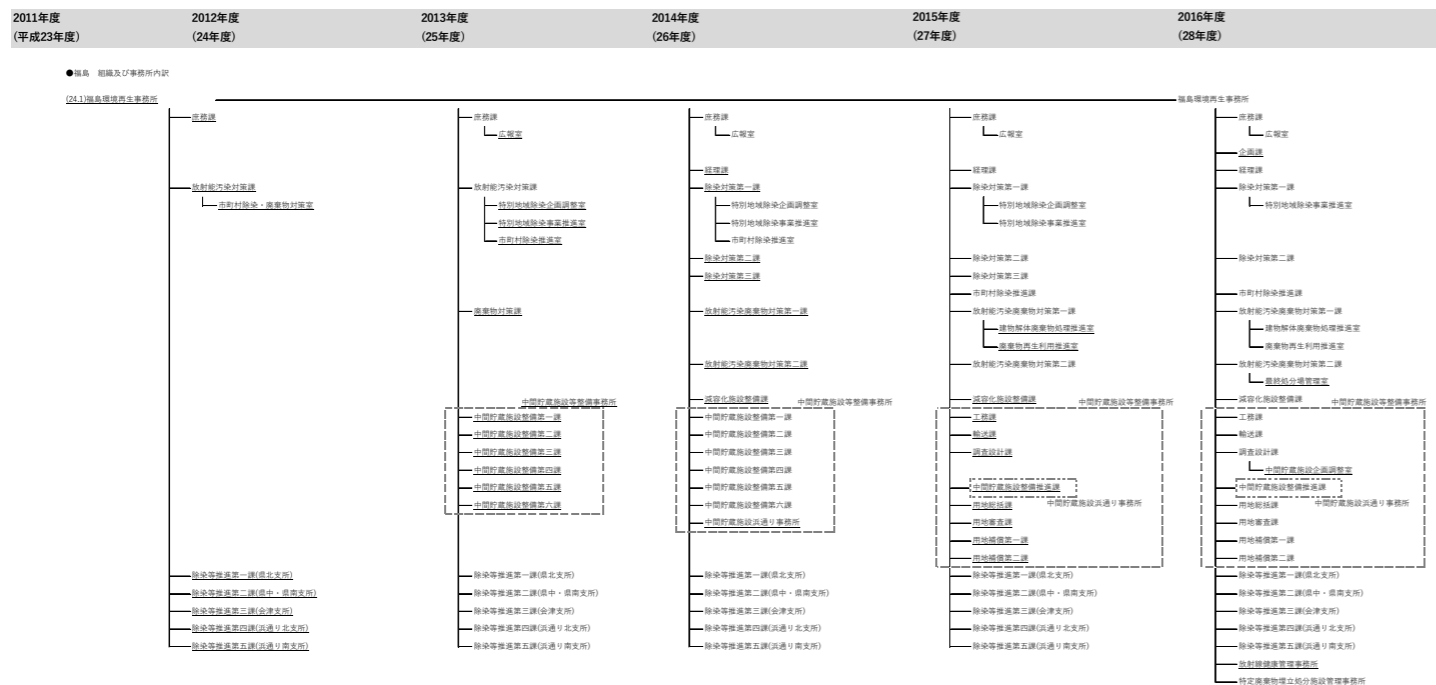 2011年度
(平成23年度)
2012年度
(24年度)
2013年度
(25年度)
2014年度
(26年度)
2015年度
(27年度)
2016年度
(28年度)
●福島 組織及び事務所内訳
(24.1)福島環境再生事務所
福島環境再生事務所
庶務課
放射能汚染対策課
市町村除染・廃棄物対策室
除染等推進第一課(県北支所)
除染等推進第二課(県中・県南支所)
除染等推進第三課(会津支所)
除染等推進第四課(浜通り北支所)
除染等推進第五課(浜通り南支所)
庶務課
広報室
放射能汚染対策課
特別地域除染企画調整室
特別地域除染事業推進室
市町村除染推進室
廃棄物対策課
中間貯蔵施設等整備事務所
中間貯蔵施設整備第一課
中間貯蔵施設整備第二課
中間貯蔵施設整備第三課
中間貯蔵施設整備第四課
中間貯蔵施設整備第五課
中間貯蔵施設整備第六課
除染等推進第一課(県北支所)
除染等推進第二課(県中・県南支所)
除染等推進第三課(会津支所)
除染等推進第四課(浜通り北支所)
除染等推進第五課(浜通り南支所)
庶務課
広報室
経理課
除染対策第一課
特別地域除染企画調整室
特別地域除染事業推進室
市町村除染推進室
除染対策第二課
除染対策第三課
放射能汚染廃棄物対策第一課
放射能汚染廃棄物対策第二課
減容化施設整備課
中間貯蔵施設等整備事務所
中間貯蔵施設整備第一課
中間貯蔵施設整備第二課
中間貯蔵施設整備第三課
中間貯蔵施設整備第四課
中間貯蔵施設整備第五課
中間貯蔵施設整備第六課
中間貯蔵施設浜通り事務所
除染等推進第一課(県北支所)
除染等推進第二課(県中・県南支所)
除染等推進第三課(会津支所)
除染等推進第四課(浜通り北支所)
除染等推進第五課(浜通り南支所)
庶務課
広報室
経理課
除染対策第一課
特別地域除染企画調整室
特別地域除染事業推進室
除染対策第二課
除染対策第三課
市町村除染推進課
放射能汚染廃棄物対策第一課
建物解体廃棄物処理推進室
廃棄物再生利用推進室
放射能汚染廃棄物対策第二課
減容化施設整備課
中間貯蔵施設等整備事務所
工務課
輸送課
調査設計課
中間貯蔵施設整備推進課
中間貯蔵施設浜通り事務所
用地総括課
用地審査課
用地補償第一課
用地補償第二課
除染等推進第一課(県北支所)
除染等推進第二課(県中・県南支所)
除染等推進第三課(会津支所)
除染等推進第四課(浜通り北支所)
除染等推進第五課(浜通り南支所)
庶務課
広報室
企画課
経理課
除染対策第一課
特別地域除染事業推進室
除染対策第二課
市町村除染推進課
放射能汚染廃棄物対策第一課
建物解体廃棄物処理推進室
廃棄物再生利用推進室
放射能汚染廃棄物対策第二課
最終処分場管理室
減容化施設整備課
中間貯蔵施設等整備事務所
工務課
輸送課
調査設計課
中間貯蔵施設企画調整室
中間貯蔵施設整備推進課
中間貯蔵施設浜通り事務所
用地総括課
用地審査課
用地補償第一課
用地補償第二課
除染等推進第一課(県北支所)
除染等推進第二課(県中・県南支所)
除染等推進第三課(会津支所)
除染等推進第四課(浜通り北支所)
除染等推進第五課(浜通り南支所)
放射線健康管理事務所
特定廃棄物埋立処分施設管理事務所